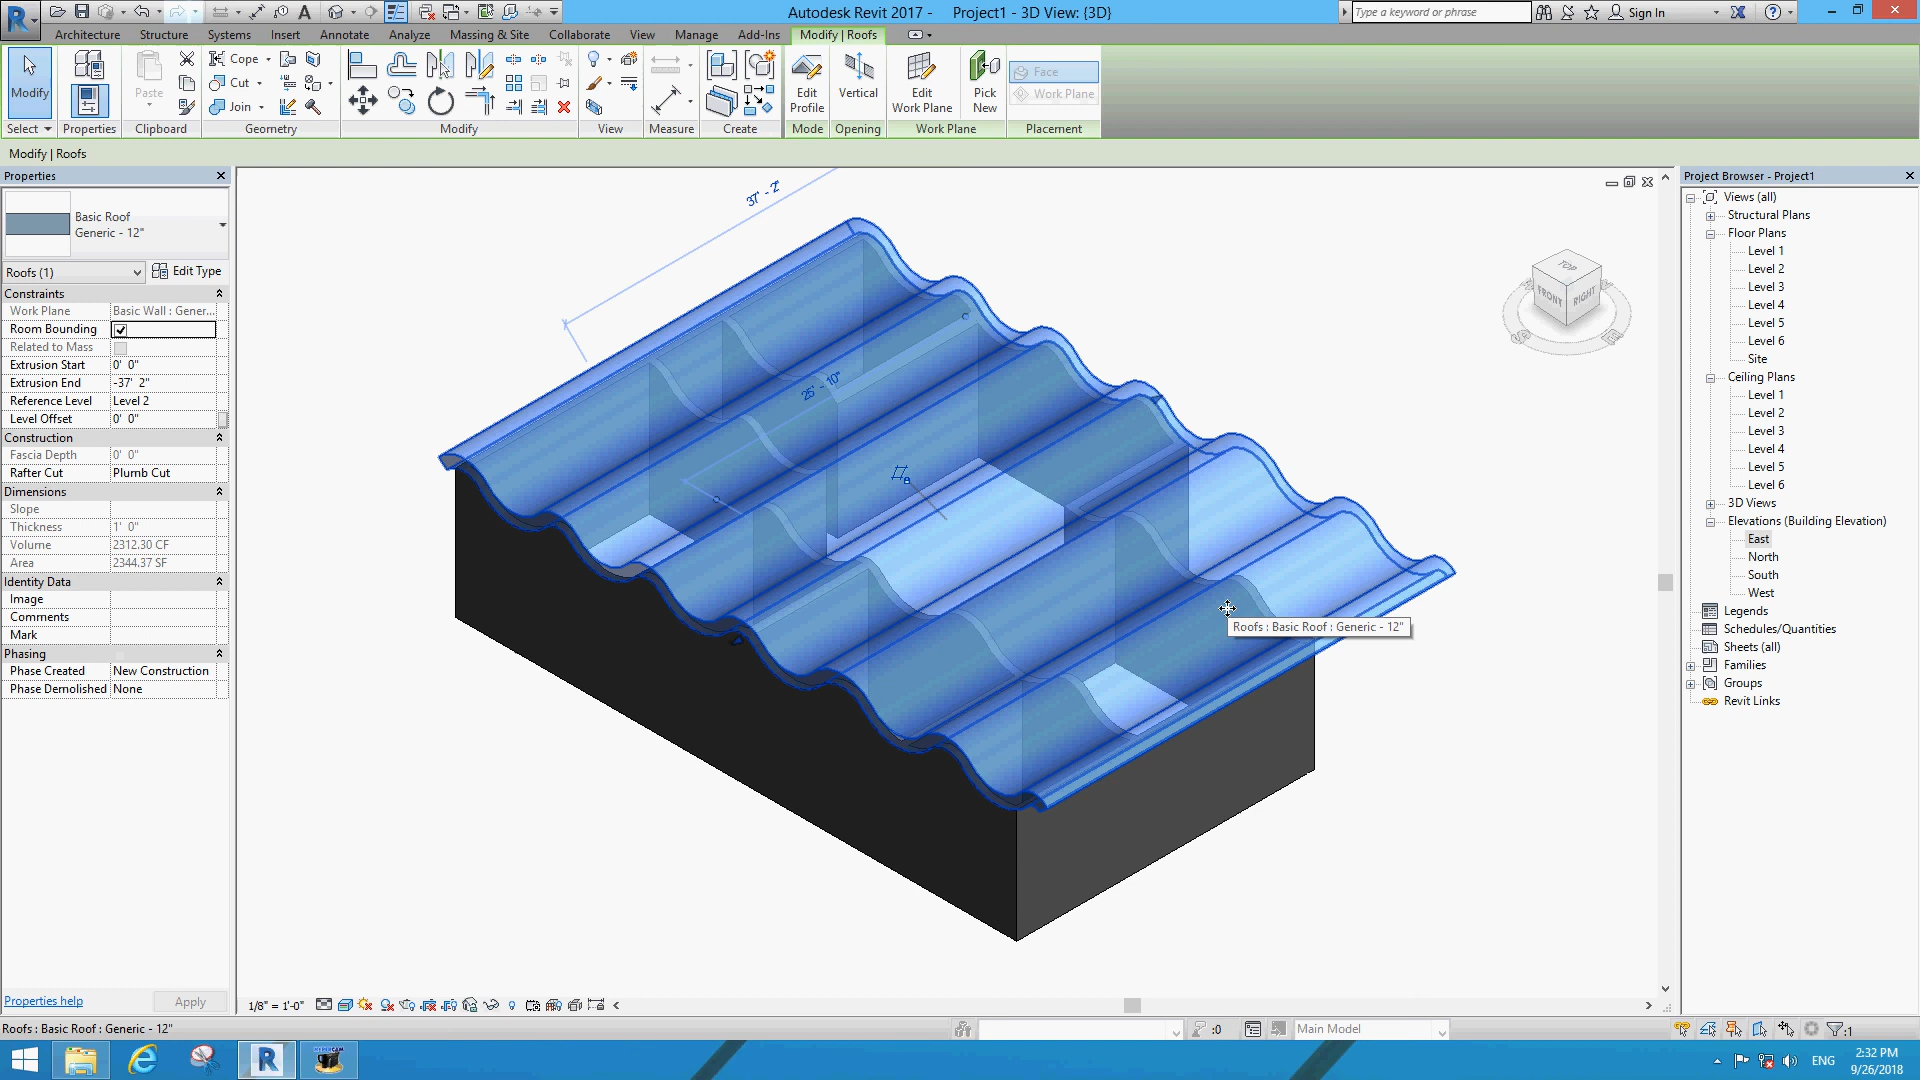 Autodesk Revit 2017 - Project1 - 3D View: {3D}
Type a keyword or phrase
Sign In
Architecture Structure Systems Insert Annotate Analyze Massing & Site Collaborate View Manage Add-Ins Modify | Roofs
Modify
Paste
Cope
Cut
Join
Edit Profile
Vertical
Edit Work Plane
Pick New
Face
Work Plane
Select Properties Clipboard Geometry Modify View Measure Create Mode Opening Work Plane Placement
Modify | Roofs
Properties
Basic Roof
Generic - 12"
Roofs (1) Edit Type
Constraints
Work Plane Basic Wall : Gener...
Room Bounding
Related to Mass
Extrusion Start 0' 0"
Extrusion End -37' 2"
Reference Level Level 2
Level Offset 0' 0"
Construction
Fascia Depth 0' 0"
Rafter Cut Plumb Cut
Dimensions
Slope
Thickness 1' 0"
Volume 2312.30 CF
Area 2344.37 SF
Identity Data
Image
Comments
Mark
Phasing
Phase Created New Construction
Phase Demolished None
Properties help Apply
37' - 2"
25' - 10"
TOP
FRONT
RIGHT
Roofs : Basic Roof : Generic - 12"
Project Browser - Project1
Views (all)
Structural Plans
Floor Plans
Level 1
Level 2
Level 3
Level 4
Level 5
Level 6
Site
Ceiling Plans
Level 1
Level 2
Level 3
Level 4
Level 5
Level 6
3D Views
Elevations (Building Elevation)
East
North
South
West
Legends
Schedules/Quantities
Sheets (all)
Families
Groups
Revit Links
1/8" = 1'-0"
Roofs : Basic Roof : Generic - 12"
:0
Main Model
:1
ENG
2:32 PM
9/26/2018